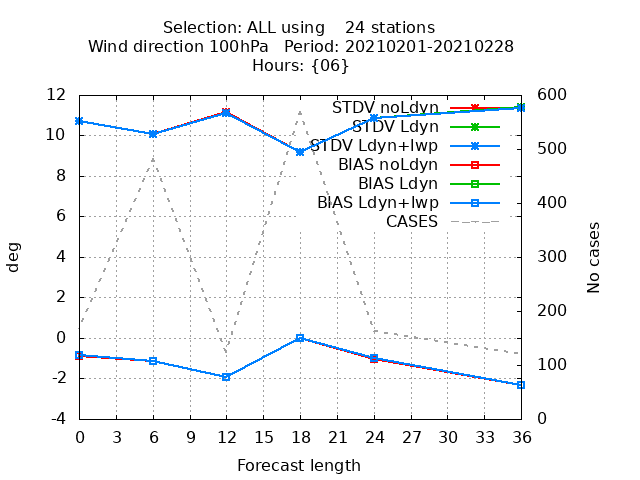 Selection: ALL using    24 stations
Wind direction 100hPa   Period: 20210201-20210228
Hours: {06}
12
10
8
6
4
2
0
-2
-4
deg
600
500
400
300
200
100
0
No cases
STDV noLdyn
STDV Ldyn
STDV Ldyn+lwp
BIAS noLdyn
BIAS Ldyn
BIAS Ldyn+lwp
CASES
0 3 6 9 12 15 18 21 24 27 30 33 36
Forecast length